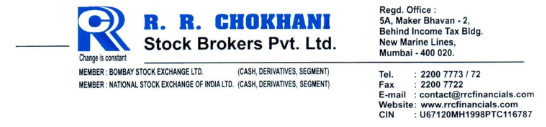 R. R. CHOKHANI
Stock Brokers Pvt. Ltd.
Change is constant
MEMBER : BOMBAY STOCK EXCHANGE LTD. (CASH, DERIVATIVES, SEGMENT)
MEMBER : NATIONAL STOCK EXCHANGE OF INDIA LTD. (CASH, DERIVATIVES, SEGMENT)
Regd. Office :
5A, Maker Bhavan - 2,
Behind Income Tax Bldg.
New Marine Lines,
Mumbai - 400 020.
Tel. : 2200 7773 / 72
Fax : 2200 7722
E-mail : contact@rrcfinancials.com
Website: www.rrcfinancials.com
CIN : U67120MH1998PTC116787